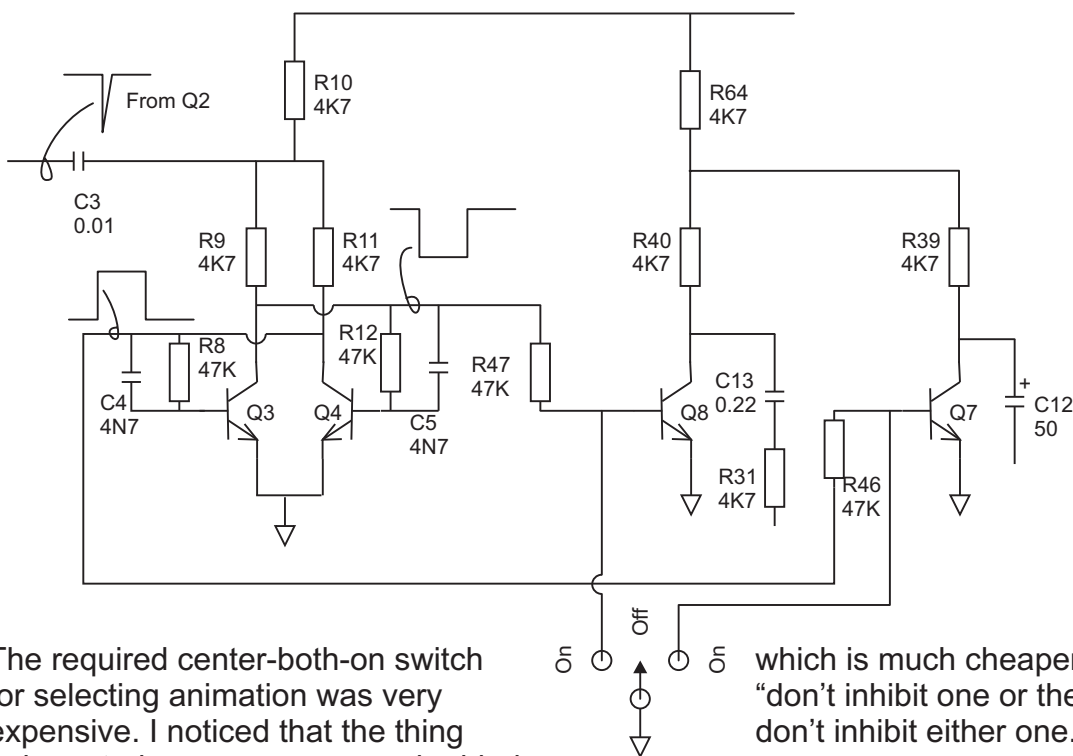 R10
4K7
From Q2
R64
4K7
C3
0.01
R9
4K7
R11
4K7
R40
4K7
R39
4K7
R8
47K
R12
47K
R47
47K
C13
0.22
C4
4N7
Q3
Q4
C5
4N7
Q8
Q7
+
C12
50
R31
4K7
R46
47K
On
Off
On
The required center-both-on switch
for selecting animation was very
expensive. I noticed that the thing
which is much cheaper
“don't inhibit one or the
don't inhibit either one.